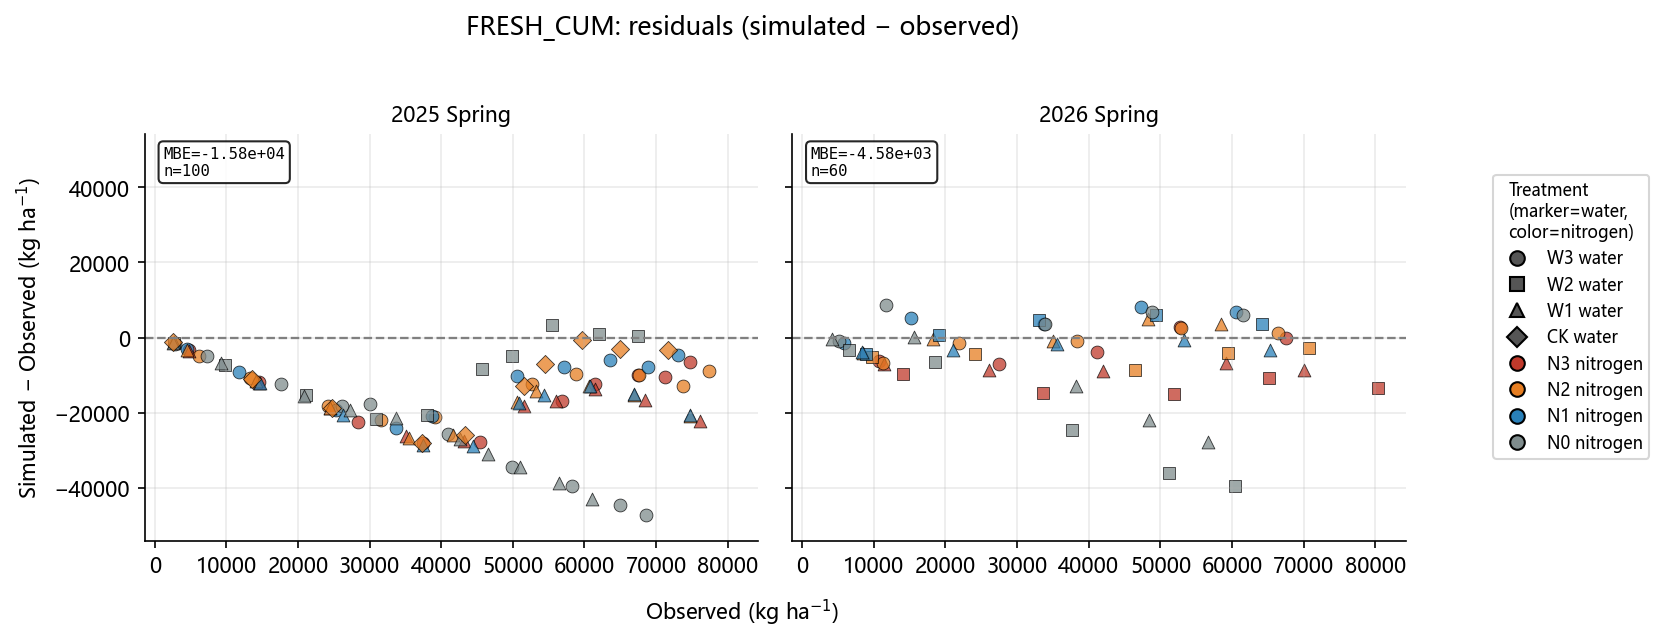 FRESH_CUM: residuals (simulated − observed)
2025 Spring
2026 Spring
MBE=-1.58e+04
n=100
MBE=-4.58e+03
n=60
Simulated − Observed (kg ha⁻¹)
40000
20000
0
−20000
−40000
0 10000 20000 30000 40000 50000 60000 70000 80000
0 10000 20000 30000 40000 50000 60000 70000 80000
Observed (kg ha⁻¹)
Treatment
(marker=water,
color=nitrogen)
W3 water
W2 water
W1 water
CK water
N3 nitrogen
N2 nitrogen
N1 nitrogen
N0 nitrogen